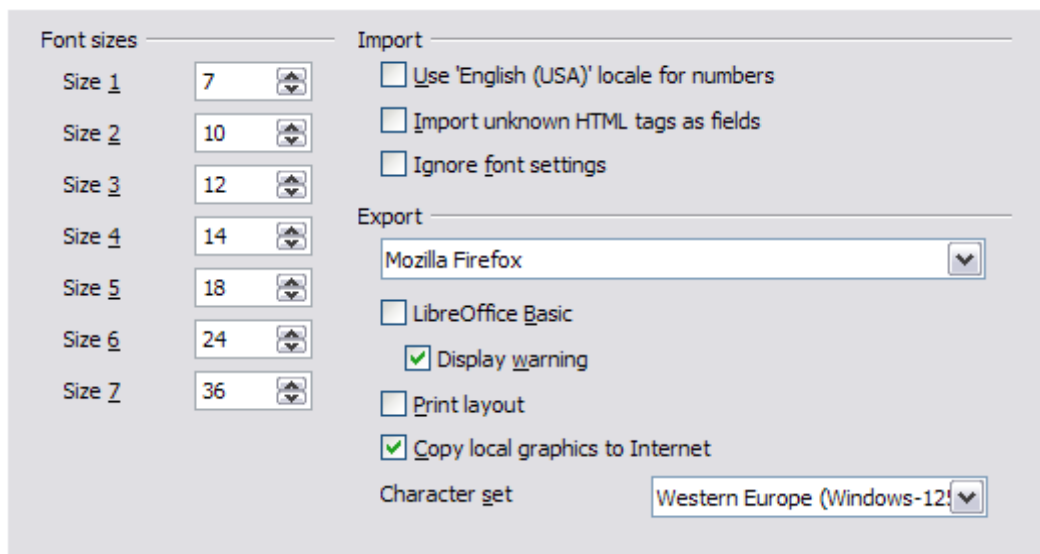 Font sizes
Size 1 7
Size 2 10
Size 3 12
Size 4 14
Size 5 18
Size 6 24
Size 7 36
Import
Use 'English (USA)' locale for numbers
Import unknown HTML tags as fields
Ignore font settings
Export
Mozilla Firefox
LibreOffice Basic
Display warning
Print layout
Copy local graphics to Internet
Character set Western Europe (Windows-125